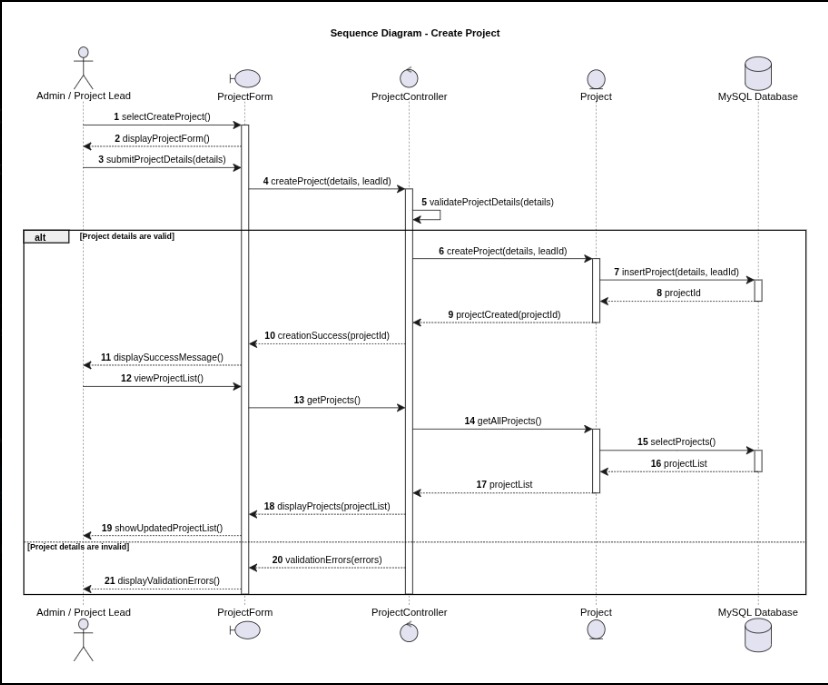 Sequence Diagram - Create Project
Admin / Project Lead
ProjectForm
ProjectController
Project
MySQL Database
1 selectCreateProject()
2 displayProjectForm()
3 submitProjectDetails(details)
4 createProject(details, leadId)
5 validateProjectDetails(details)
alt
[Project details are valid]
6 createProject(details, leadId)
7 insertProject(details, leadId)
8 projectId
9 projectCreated(projectId)
10 creationSuccess(projectId)
11 displaySuccessMessage()
12 viewProjectList()
13 getProjects()
14 getAllProjects()
15 selectProjects()
16 projectList
17 projectList
18 displayProjects(projectList)
19 showUpdatedProjectList()
[Project details are invalid]
20 validationErrors(errors)
21 displayValidationErrors()
Admin / Project Lead
ProjectForm
ProjectController
Project
MySQL Database